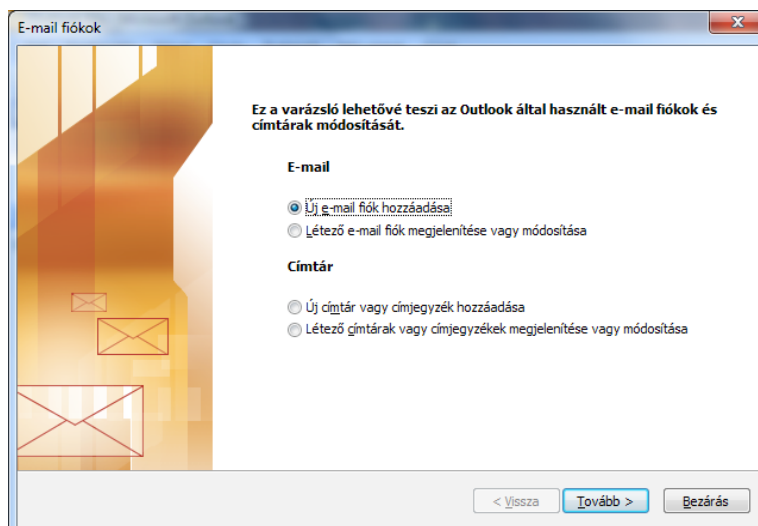 E-mail fiókok
Ez a varázsló lehetővé teszi az Outlook által használt e-mail fiókok és
címtárak módosítását.
E-mail
Új e-mail fiók hozzáadása
Létező e-mail fiók megjelenítése vagy módosítása
Címtár
Új címtár vagy címjegyzék hozzáadása
Létező címtárak vagy címjegyzékek megjelenítése vagy módosítása
< Vissza
Tovább >
Bezárás